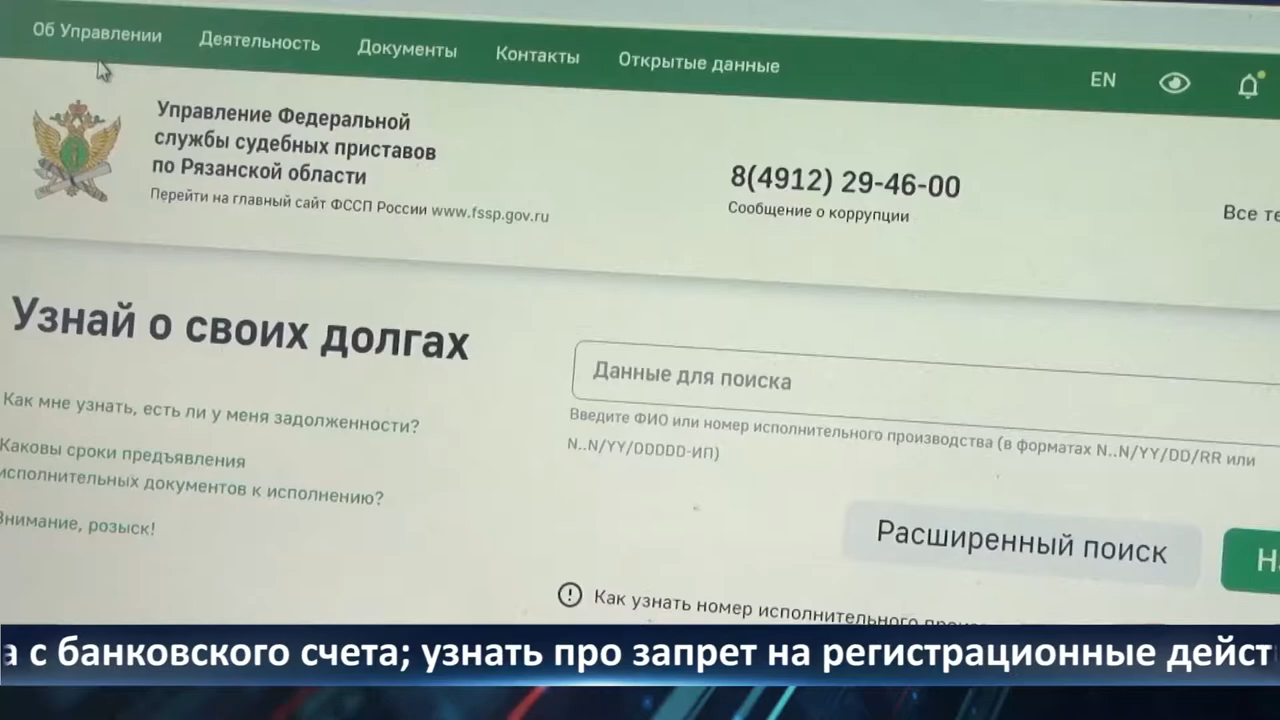 Об Управлении Деятельность Документы Контакты Открытые данные EN
Управление Федеральной
службы судебных приставов
по Рязанской области
Перейти на главный сайт ФССП России www.fssp.gov.ru
8(4912) 29-46-00
Сообщение о коррупции
Все
Узнай о своих долгах
Как мне узнать, есть ли у меня задолженности?
Каковы сроки предъявления
исполнительных документов к исполнению?
Внимание, розыск!
Данные для поиска
Введите ФИО или номер исполнительного производства (в форматах N..N/YY/DD/RR или
N..N/YY/DDDDD-ИП)
Расширенный поиск
Как узнать номер исполнительного
а с банковского счета; узнать про запрет на регистрационные дейст